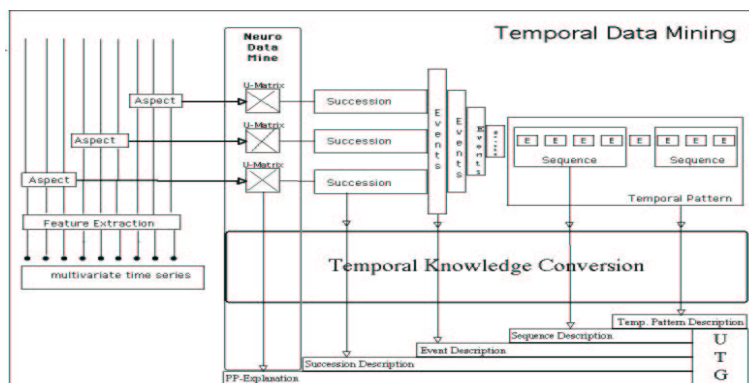 Temporal Data Mining
Neuro
Data
Mine
U-Matrix
Aspect
Succession
U-Matrix
Aspect
Succession
U-Matrix
Aspect
Succession
Events
Events
Events
E E E E E E E
Sequence
Sequence
Temporal Pattern
Feature Extraction
multivariate time series
Temporal Knowledge Conversion
Temp. Pattern Description
Sequence Description
Event Description
Succession Description
PP-Explanation
U
T
G